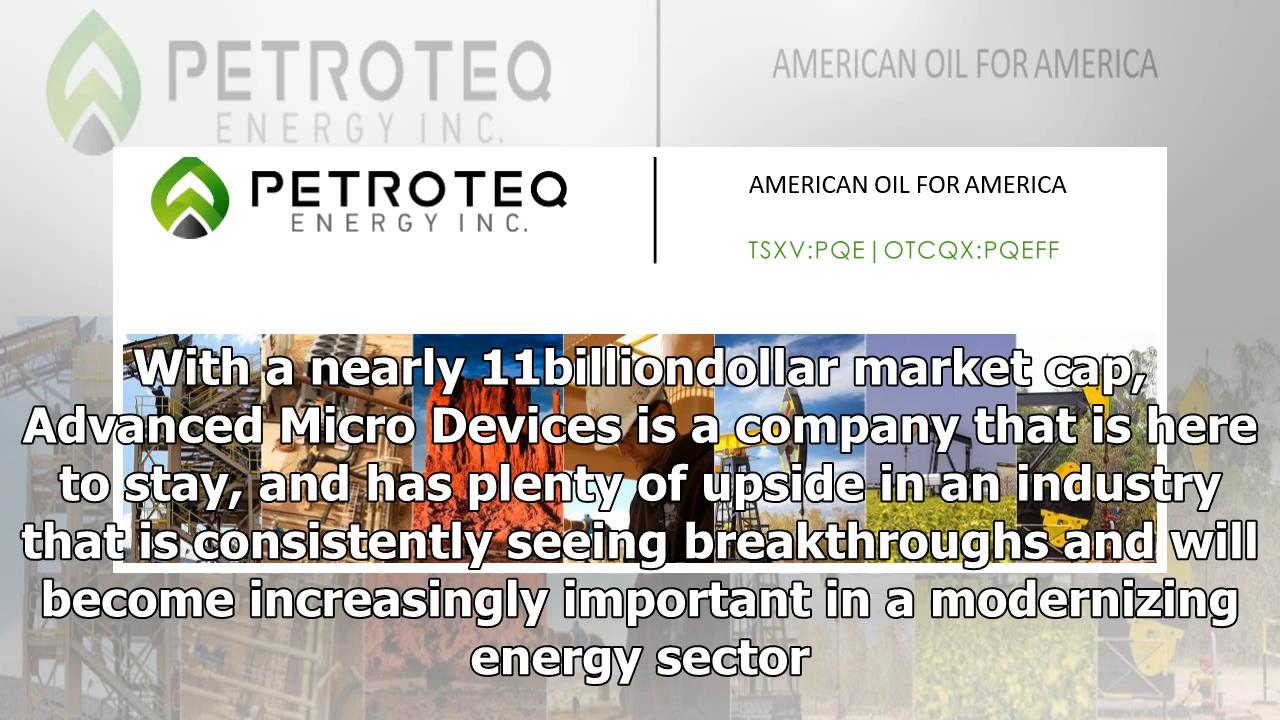 PETROTEQ
ENERGY INC.
AMERICAN OIL FOR AMERICA
PETROTEQ
ENERGY INC.
AMERICAN OIL FOR AMERICA
TSXV:PQE|OTCQX:PQEFF
With a nearly 11billiondollar market cap,
Advanced Micro Devices is a company that is here
to stay, and has plenty of upside in an industry
that is consistently seeing breakthroughs and will
become increasingly important in a modernizing
energy sector